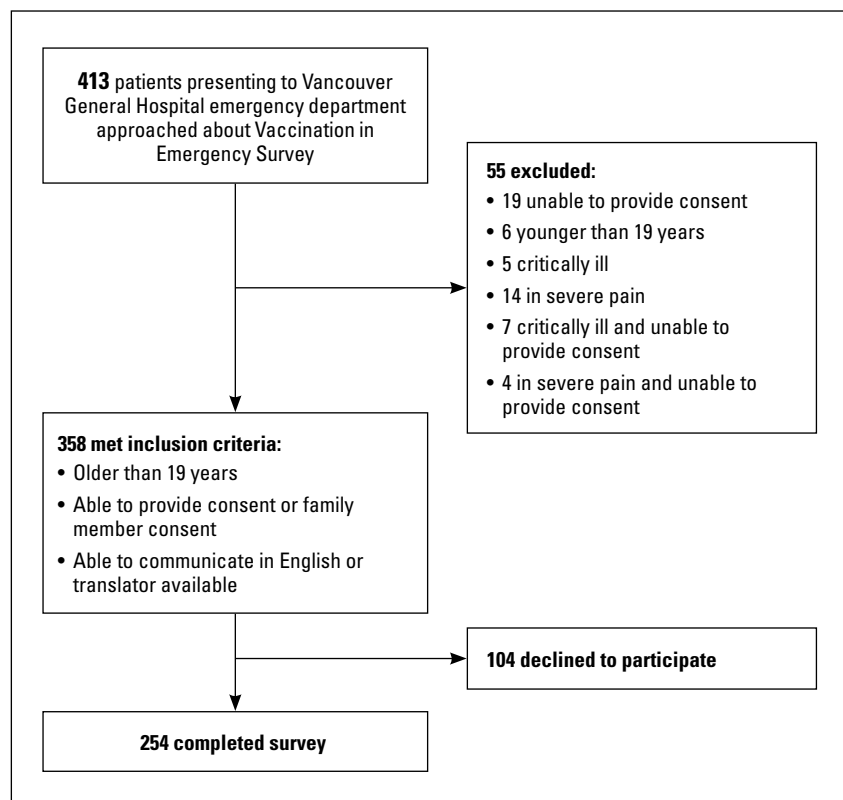 413 patients presenting to Vancouver
General Hospital emergency department
approached about Vaccination in
Emergency Survey
55 excluded:
• 19 unable to provide consent
• 6 younger than 19 years
• 5 critically ill
• 14 in severe pain
• 7 critically ill and unable to
provide consent
• 4 in severe pain and unable to
provide consent
358 met inclusion criteria:
• Older than 19 years
• Able to provide consent or family
member consent
• Able to communicate in English or
translator available
104 declined to participate
254 completed survey